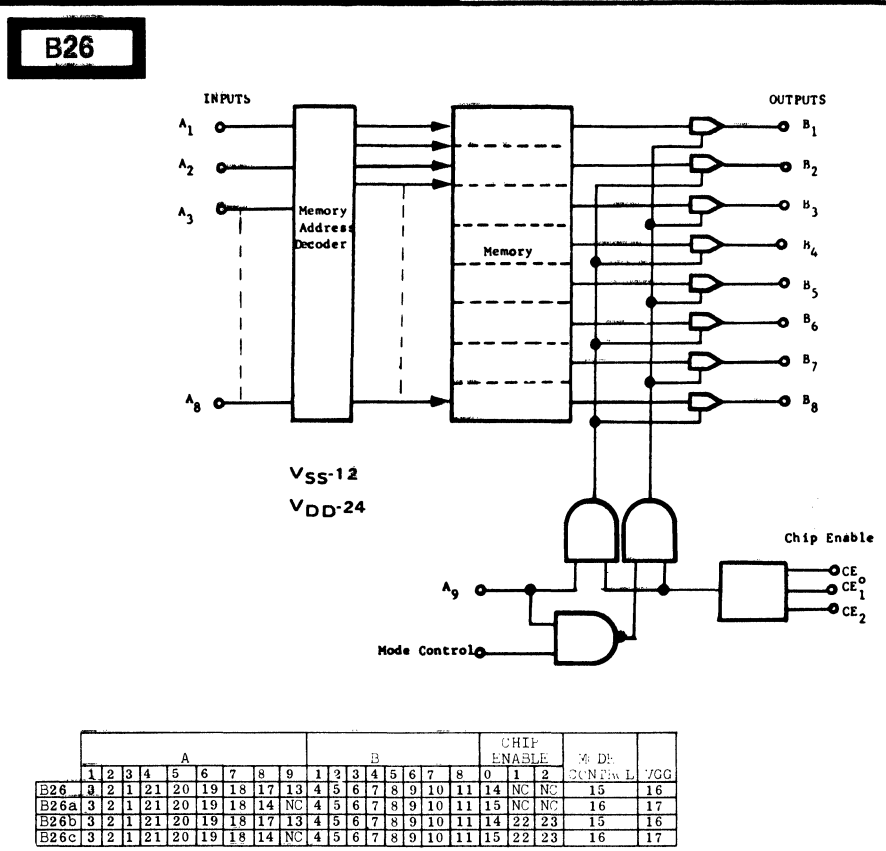 B26
INPUTS
OUTPUTS
A1
B1
A2
B2
A3
B3
Memory
Address
Decoder
Memory
B4
B5
B6
B7
A8
B8
VSS-12
VDD-24
Chip Enable
A9
CE0
CE1
CE2
Mode Control
A B CHIP ENABLE CONTROL VGG
1 2 3 4 5 6 7 8 9 1 2 3 4 5 6 7 8 0 1 2
B26 3 2 1 21 20 19 18 17 13 4 5 6 7 8 9 10 11 14 NC NC 15 16
B26a 3 2 1 21 20 19 18 14 NC 4 5 6 7 8 9 10 11 15 NC NC 16 17
B26b 3 2 1 21 20 19 18 17 13 4 5 6 7 8 9 10 11 14 22 23 15 16
B26c 3 2 1 21 20 19 18 14 NC 4 5 6 7 8 9 10 11 15 22 23 16 17